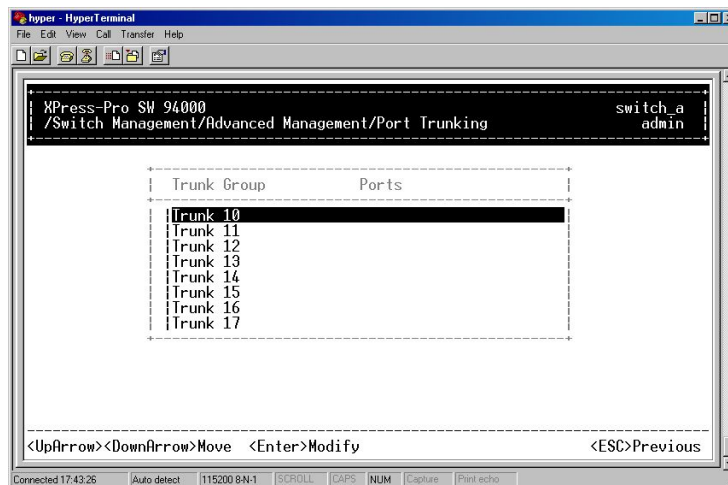 hyper - HyperTerminal
File Edit View Call Transfer Help
XPress-Pro SW 94000 switch_a
/Switch Management/Advanced Management/Port Trunking admin
Trunk Group Ports
Trunk 10
Trunk 11
Trunk 12
Trunk 13
Trunk 14
Trunk 15
Trunk 16
Trunk 17
<UpArrow><DownArrow>Move <Enter>Modify <ESC>Previous
Connected 17:43:26 Auto detect 115200 8-N-1 SCROLL CAPS NUM Capture Print echo